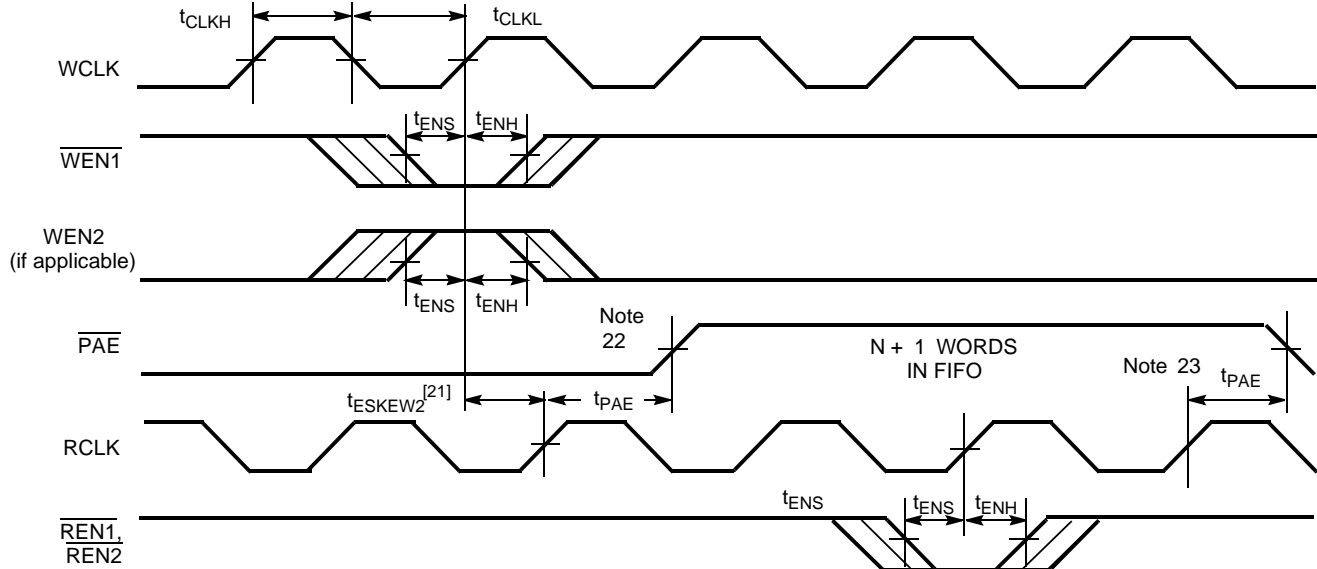 tCLKH
tCLKL
WCLK
tENS
tENH
WEN1
WEN2
(if applicable)
tENS
tENH
Note
22
PAE
N + 1 WORDS
IN FIFO
Note 23
tPAE
tESKEW2[21]
tPAE
RCLK
tENS
tENS
tENH
REN1,
REN2